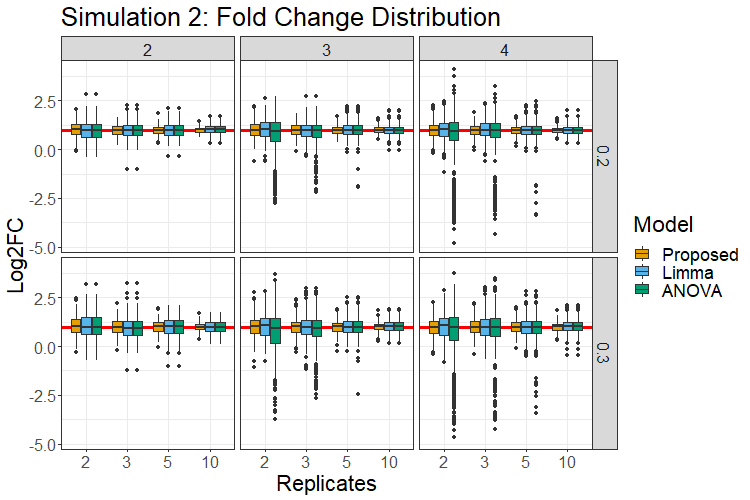 Simulation 2: Fold Change Distribution
2 3 4
2.5
0.0
-2.5
-5.0
0.2
2.5
0.0
-2.5
-5.0
0.3
Log2FC
2 3 5 10 2 3 5 10 2 3 5 10
Replicates
Model
Proposed
Limma
ANOVA